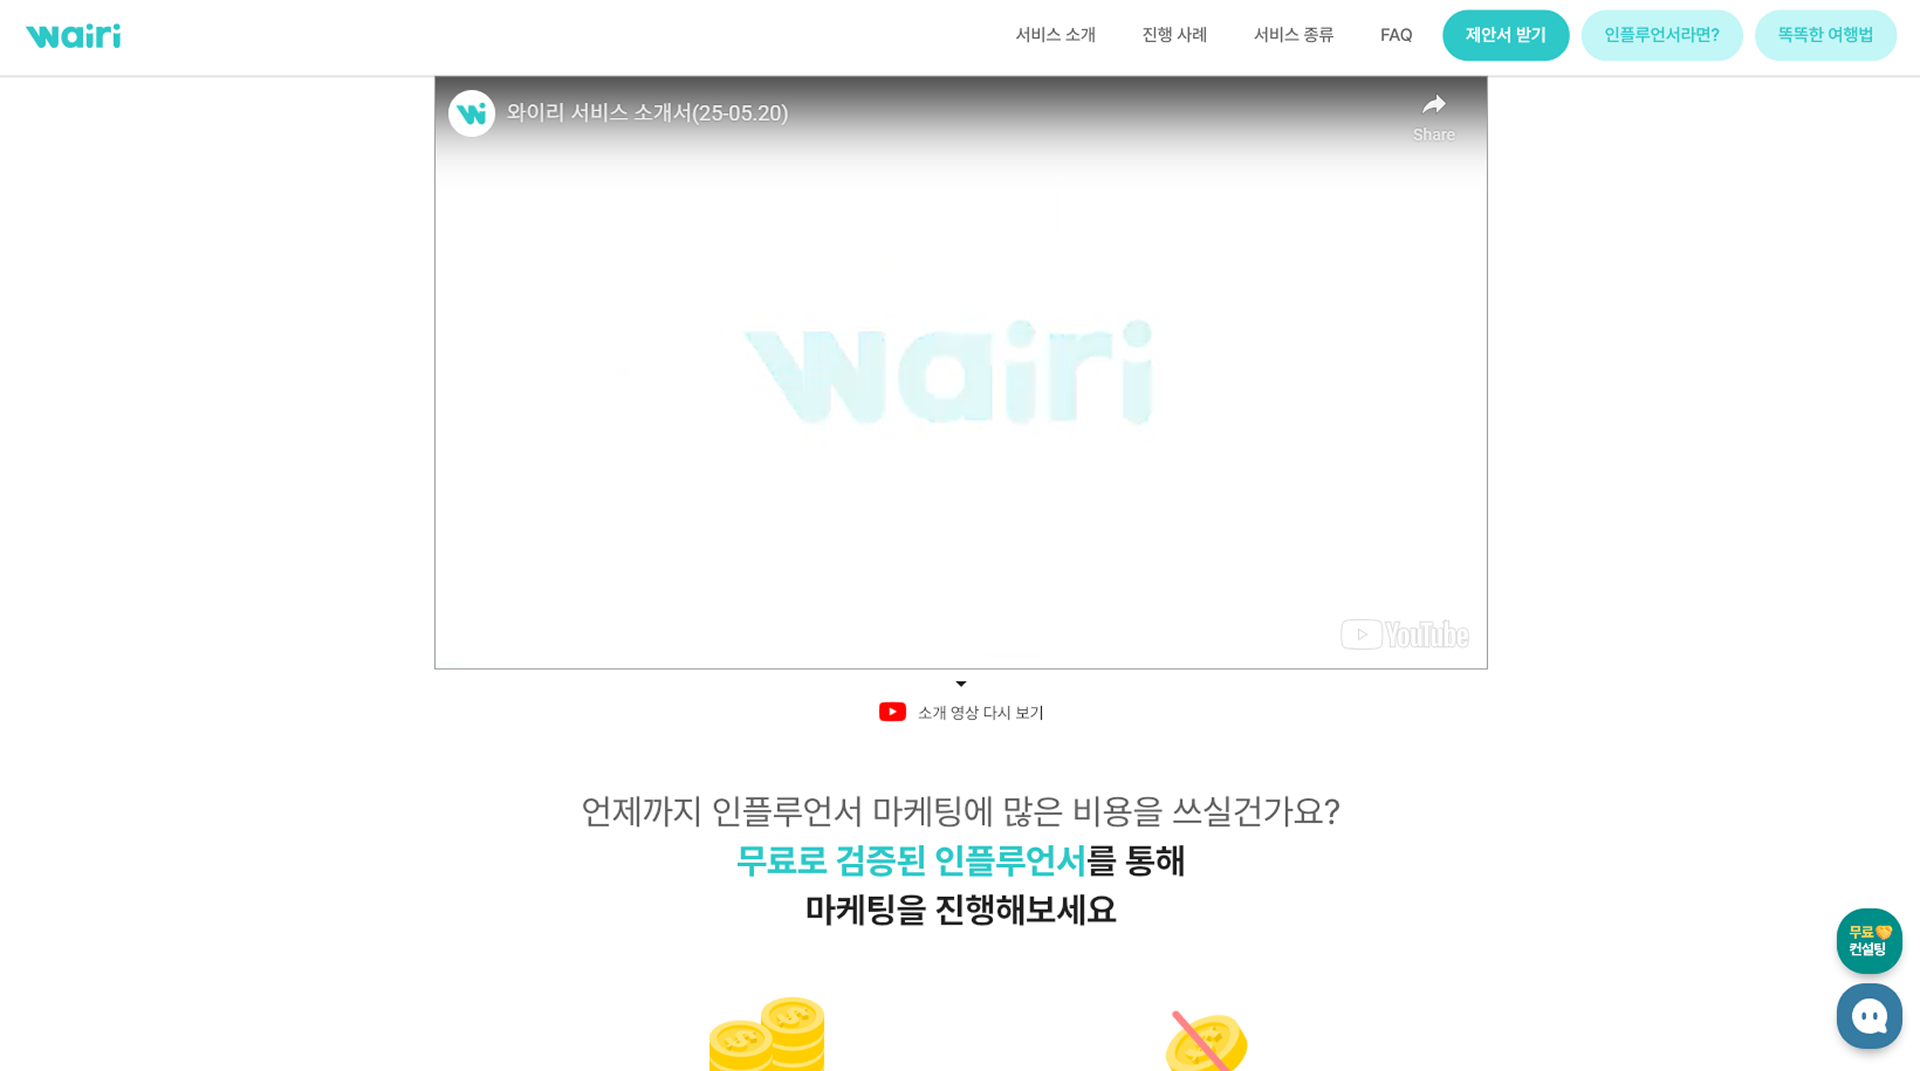 wairi
서비스 소개
진행 사례
서비스 종류
FAQ
제안서 받기
인플루언서라면?
똑똑한 여행법
와이리 서비스 소개서(25-05.20)
Share
wairi
YouTube
소개 영상 다시 보기
언제까지 인플루언서 마케팅에 많은 비용을 쓰실건가요?
무료로 검증된 인플루언서를 통해
마케팅을 진행해보세요
무료
컨설팅